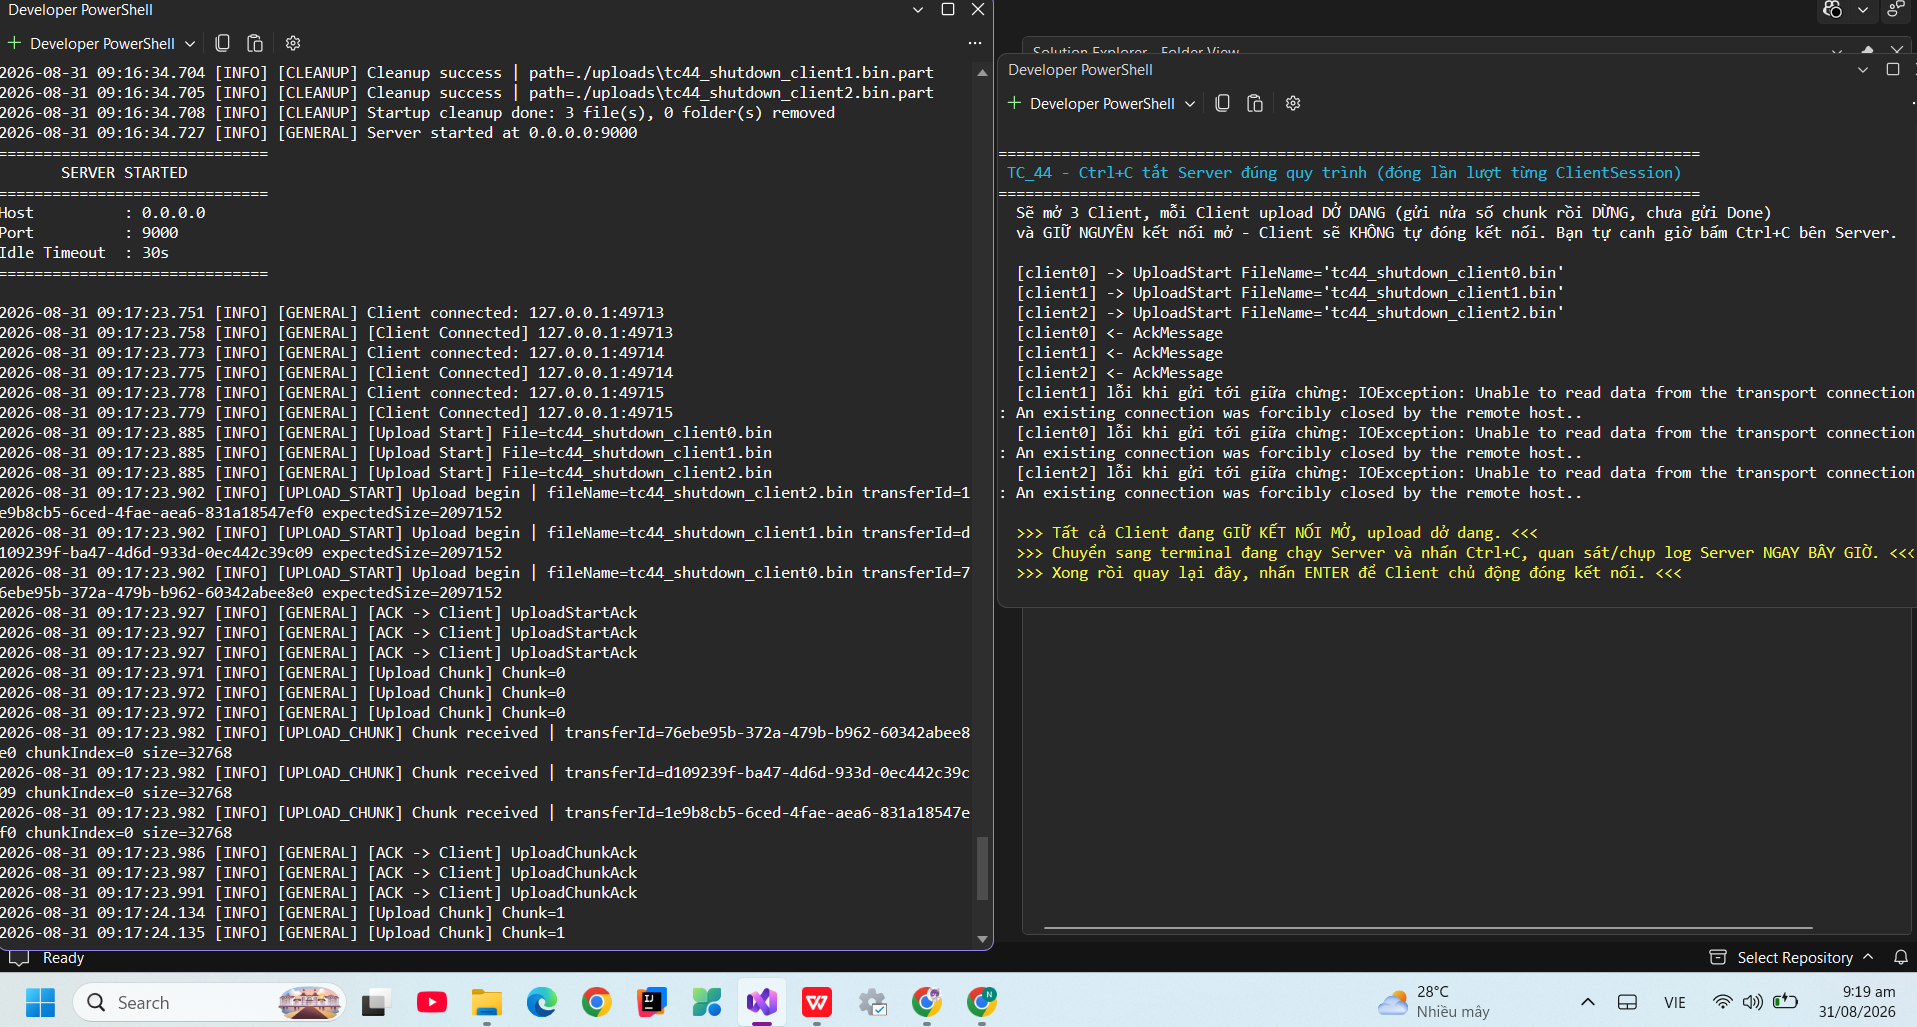 Developer PowerShell
Developer PowerShell
2026-08-31 09:16:34.704 [INFO] [CLEANUP] Cleanup success | path=./uploads\tc44_shutdown_client1.bin.part
2026-08-31 09:16:34.705 [INFO] [CLEANUP] Cleanup success | path=./uploads\tc44_shutdown_client2.bin.part
2026-08-31 09:16:34.708 [INFO] [CLEANUP] Startup cleanup done: 3 file(s), 0 folder(s) removed
2026-08-31 09:16:34.727 [INFO] [GENERAL] Server started at 0.0.0.0:9000
==============================
SERVER STARTED
==============================
Host : 0.0.0.0
Port : 9000
Idle Timeout : 30s
==============================
2026-08-31 09:17:23.751 [INFO] [GENERAL] Client connected: 127.0.0.1:49713
2026-08-31 09:17:23.758 [INFO] [GENERAL] [Client Connected] 127.0.0.1:49713
2026-08-31 09:17:23.773 [INFO] [GENERAL] Client connected: 127.0.0.1:49714
2026-08-31 09:17:23.775 [INFO] [GENERAL] [Client Connected] 127.0.0.1:49714
2026-08-31 09:17:23.778 [INFO] [GENERAL] Client connected: 127.0.0.1:49715
2026-08-31 09:17:23.779 [INFO] [GENERAL] [Client Connected] 127.0.0.1:49715
2026-08-31 09:17:23.885 [INFO] [GENERAL] [Upload Start] File=tc44_shutdown_client0.bin
2026-08-31 09:17:23.885 [INFO] [GENERAL] [Upload Start] File=tc44_shutdown_client1.bin
2026-08-31 09:17:23.885 [INFO] [GENERAL] [Upload Start] File=tc44_shutdown_client2.bin
2026-08-31 09:17:23.902 [INFO] [UPLOAD_START] Upload begin | fileName=tc44_shutdown_client2.bin transferId=1
e9b8cb5-6ced-4fae-aea6-831a18547ef0 expectedSize=2097152
2026-08-31 09:17:23.902 [INFO] [UPLOAD_START] Upload begin | fileName=tc44_shutdown_client1.bin transferId=d
109239f-ba47-4d6d-933d-0ec442c39c09 expectedSize=2097152
2026-08-31 09:17:23.902 [INFO] [UPLOAD_START] Upload begin | fileName=tc44_shutdown_client0.bin transferId=7
6ebe95b-372a-479b-b962-60342abee8e0 expectedSize=2097152
2026-08-31 09:17:23.927 [INFO] [GENERAL] [ACK -> Client] UploadStartAck
2026-08-31 09:17:23.927 [INFO] [GENERAL] [ACK -> Client] UploadStartAck
2026-08-31 09:17:23.927 [INFO] [GENERAL] [ACK -> Client] UploadStartAck
2026-08-31 09:17:23.971 [INFO] [GENERAL] [Upload Chunk] Chunk=0
2026-08-31 09:17:23.972 [INFO] [GENERAL] [Upload Chunk] Chunk=0
2026-08-31 09:17:23.972 [INFO] [GENERAL] [Upload Chunk] Chunk=0
2026-08-31 09:17:23.982 [INFO] [UPLOAD_CHUNK] Chunk received | transferId=76ebe95b-372a-479b-b962-60342abee8
e0 chunkIndex=0 size=32768
2026-08-31 09:17:23.982 [INFO] [UPLOAD_CHUNK] Chunk received | transferId=d109239f-ba47-4d6d-933d-0ec442c39c
09 chunkIndex=0 size=32768
2026-08-31 09:17:23.982 [INFO] [UPLOAD_CHUNK] Chunk received | transferId=1e9b8cb5-6ced-4fae-aea6-831a18547e
f0 chunkIndex=0 size=32768
2026-08-31 09:17:23.986 [INFO] [GENERAL] [ACK -> Client] UploadChunkAck
2026-08-31 09:17:23.987 [INFO] [GENERAL] [ACK -> Client] UploadChunkAck
2026-08-31 09:17:23.991 [INFO] [GENERAL] [ACK -> Client] UploadChunkAck
2026-08-31 09:17:24.134 [INFO] [GENERAL] [Upload Chunk] Chunk=1
2026-08-31 09:17:24.135 [INFO] [GENERAL] [Upload Chunk] Chunk=1
Solution Explorer - Folder View
Developer PowerShell
Developer PowerShell
==============================================================================
TC_44 - Ctrl+C tắt Server đúng quy trình (đóng lần lượt từng ClientSession)
==============================================================================
Sẽ mở 3 Client, mỗi Client upload DỞ DANG (gửi nửa số chunk rồi DỪNG, chưa gửi Done)
và GIỮ NGUYÊN kết nối mở - Client sẽ KHÔNG tự đóng kết nối. Bạn tự canh giờ bấm Ctrl+C bên Server.
[client0] -> UploadStart FileName='tc44_shutdown_client0.bin'
[client1] -> UploadStart FileName='tc44_shutdown_client1.bin'
[client2] -> UploadStart FileName='tc44_shutdown_client2.bin'
[client0] <- AckMessage
[client1] <- AckMessage
[client2] <- AckMessage
[client1] lỗi khi gửi tới giữa chừng: IOException: Unable to read data from the transport connection
: An existing connection was forcibly closed by the remote host..
[client0] lỗi khi gửi tới giữa chừng: IOException: Unable to read data from the transport connection
: An existing connection was forcibly closed by the remote host..
[client2] lỗi khi gửi tới giữa chừng: IOException: Unable to read data from the transport connection
: An existing connection was forcibly closed by the remote host..
>>> Tất cả Client đang GIỮ KẾT NỐI MỞ, upload dở dang. <<<
>>> Chuyển sang terminal đang chạy Server và nhấn Ctrl+C, quan sát/chụp log Server NGAY BÂY GIỜ. <<<
>>> Xong rồi quay lại đây, nhấn ENTER để Client chủ động đóng kết nối. <<<
Ready
Select Repository
Search
28°C
Nhiều mây
VIE
9:19 am
31/08/2026